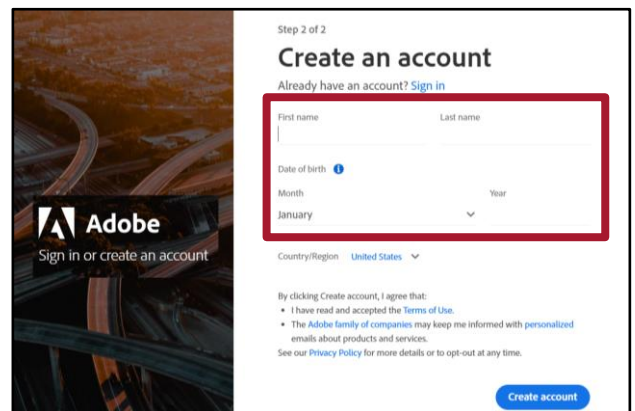 Step 2 of 2
Create an account
Already have an account? Sign in
First name Last name
Date of birth
Month Year
January
Adobe
Sign in or create an account
Country/Region United States
By clicking Create account, I agree that:
• I have read and accepted the Terms of Use.
• The Adobe family of companies may keep me informed with personalized
emails about products and services.
See our Privacy Policy for more details or to opt-out at any time.
Create account